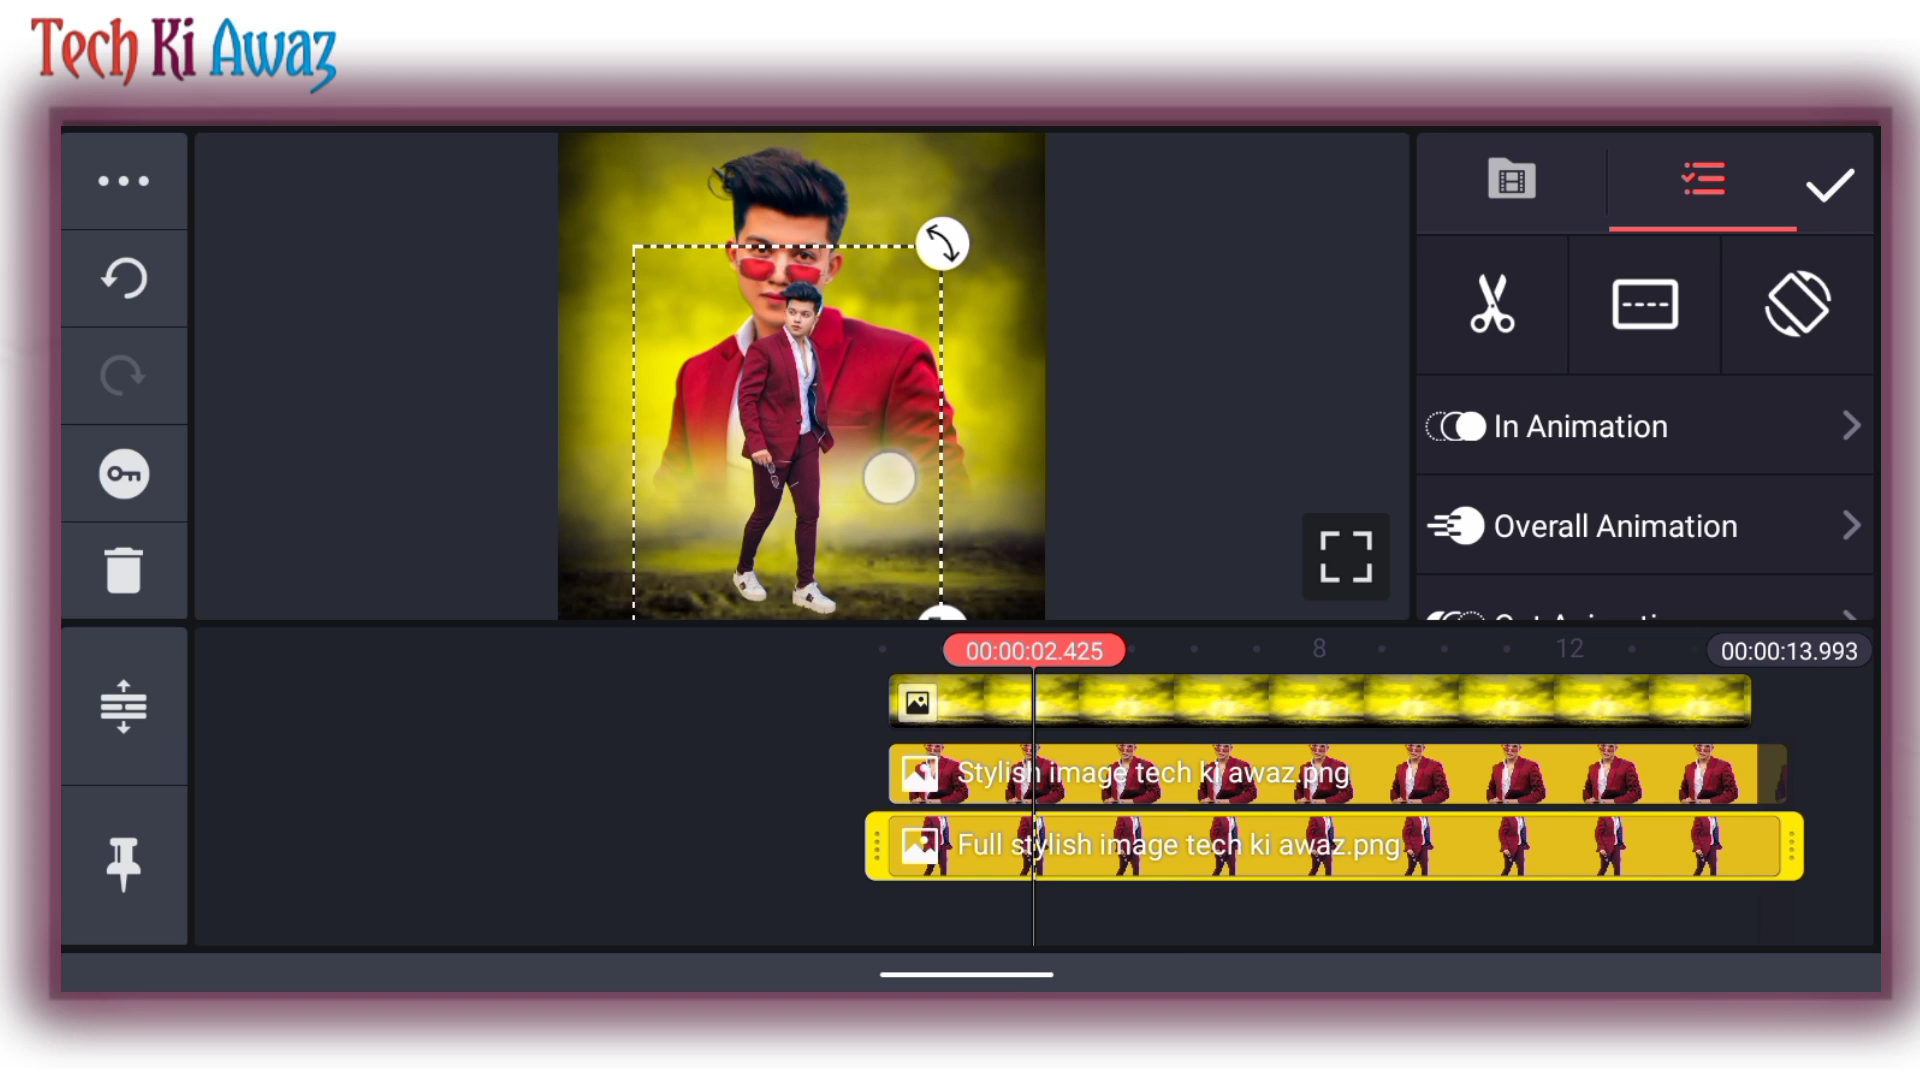 Tech Ki Awaz
In Animation
Overall Animation
00:00:02.425
8
12
00:00:13.993
Stylish image tech ki awaz.png
Full stylish image tech ki awaz.png